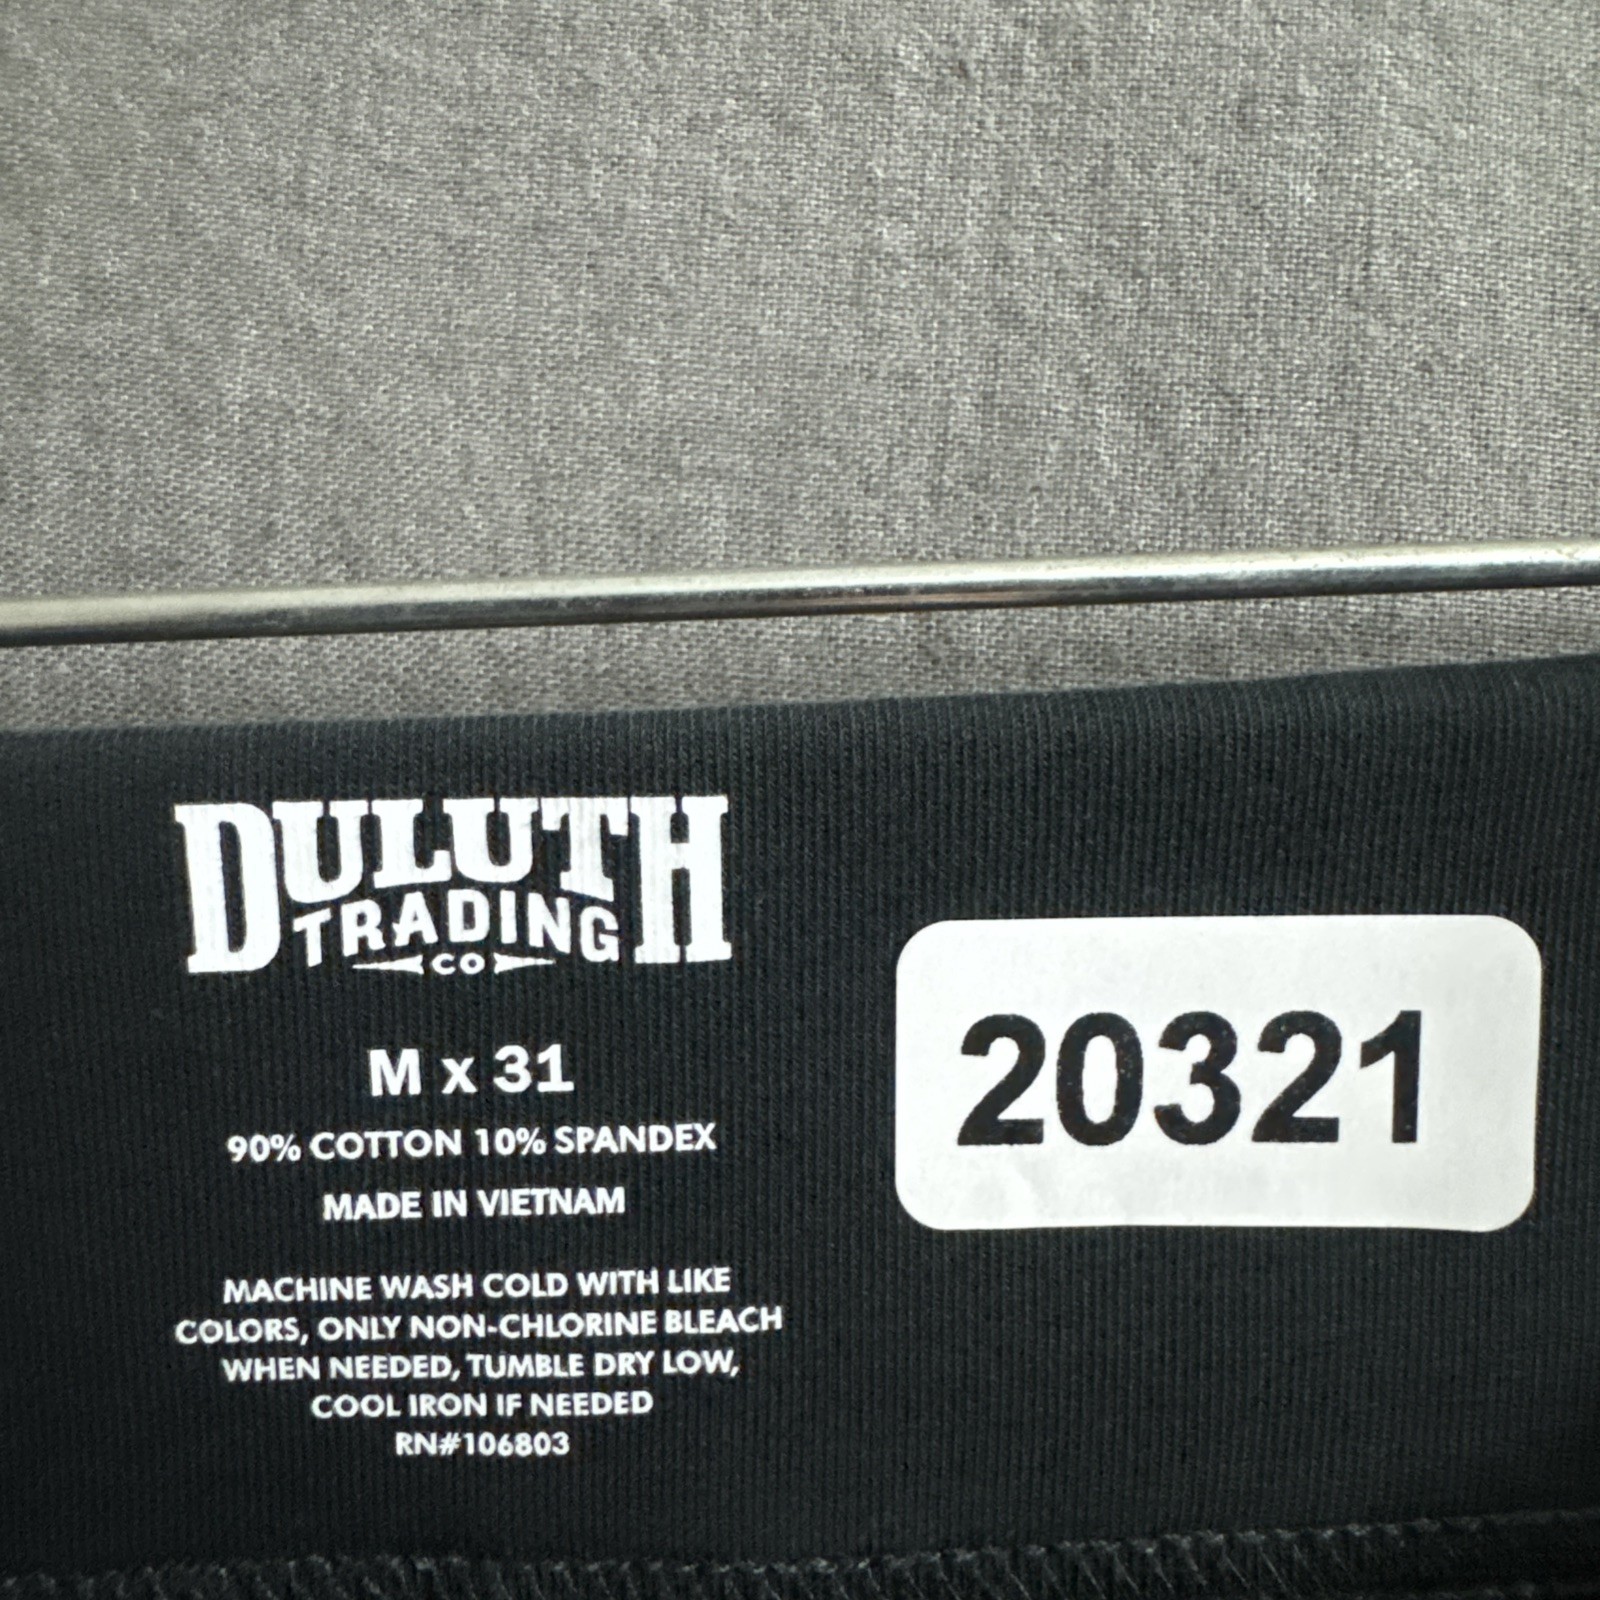 DULUTH
TRADING
CO
M x 31
90% COTTON 10% SPANDEX
MADE IN VIETNAM
MACHINE WASH COLD WITH LIKE
COLORS, ONLY NON-CHLORINE BLEACH
WHEN NEEDED, TUMBLE DRY LOW,
COOL IRON IF NEEDED
RN#106803
20321